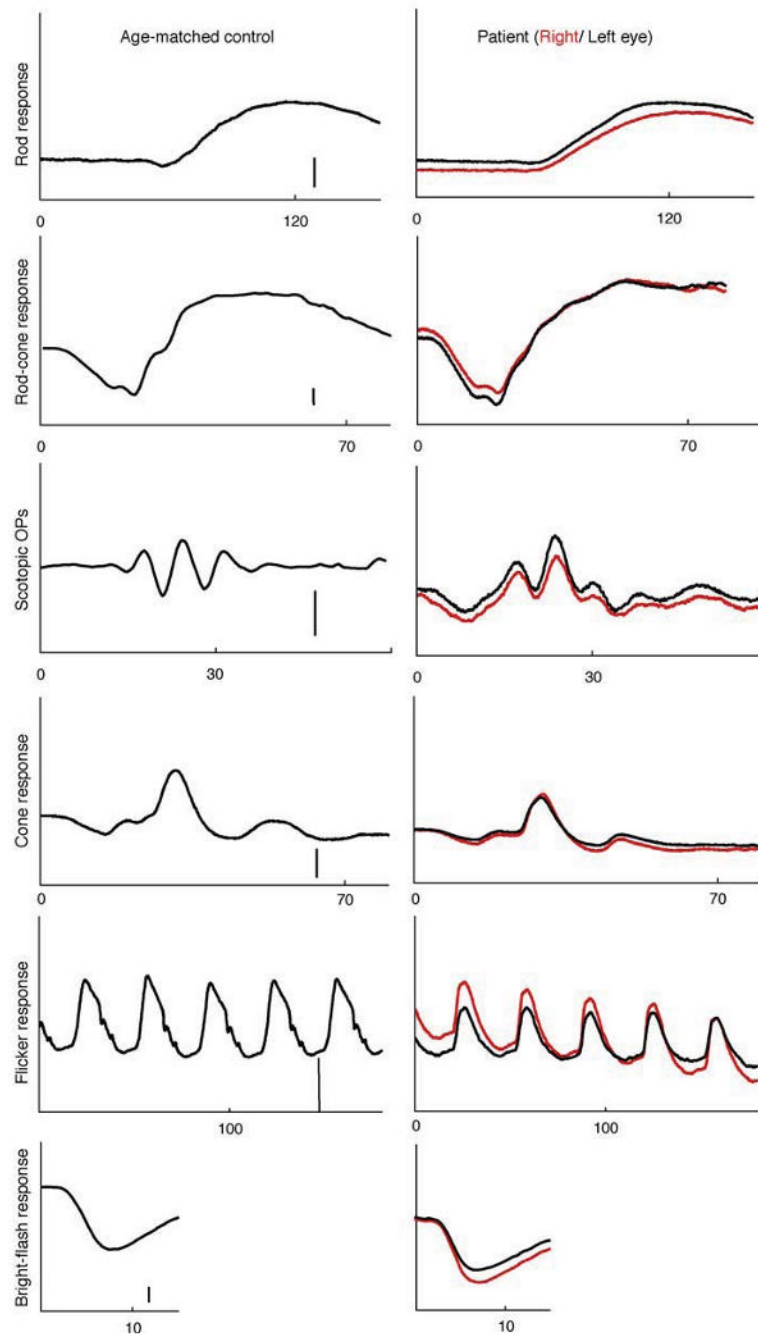 Age-matched control
Patient (Right/ Left eye)
Rod response
0
120
0
120
Rod-cone response
0
70
0
70
Scotopic OPs
0
30
0
30
Cone response
0
70
0
70
Flicker response
100
0
100
Bright-flash response
10
10